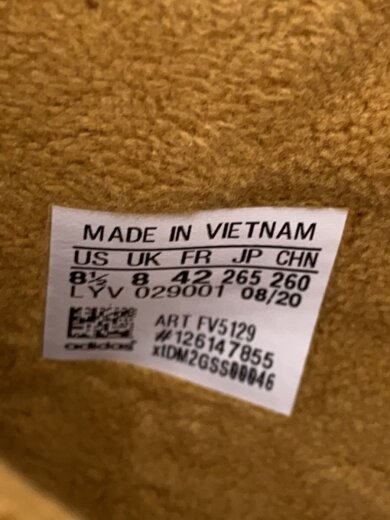 MADE IN VIETNAM
US UK FR JP CHN
8½ 8 42 265 260
LYV 029001 08/20
ART FV5129
#126147855
x1DM2GSS00046
adidas